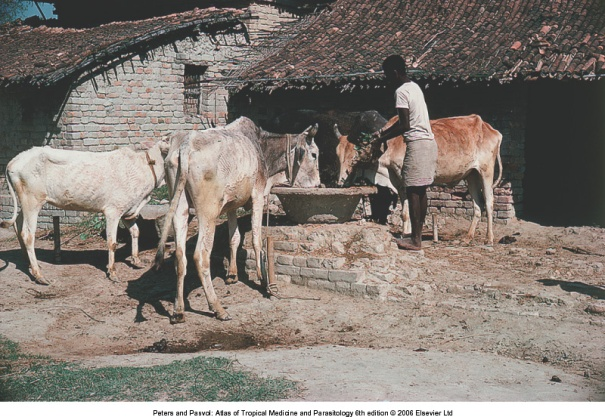 Peters and Pasvol: Atlas of Tropical Medicine and Parasitology 6th edition © 2006 Elsevier Ltd